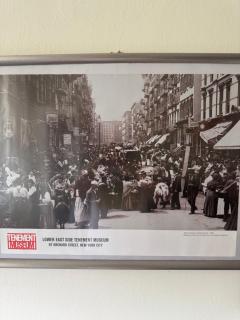 TENEMENT
MUSEUM
LOWER EAST SIDE TENEMENT MUSEUM
97 ORCHARD STREET, NEW YORK CITY